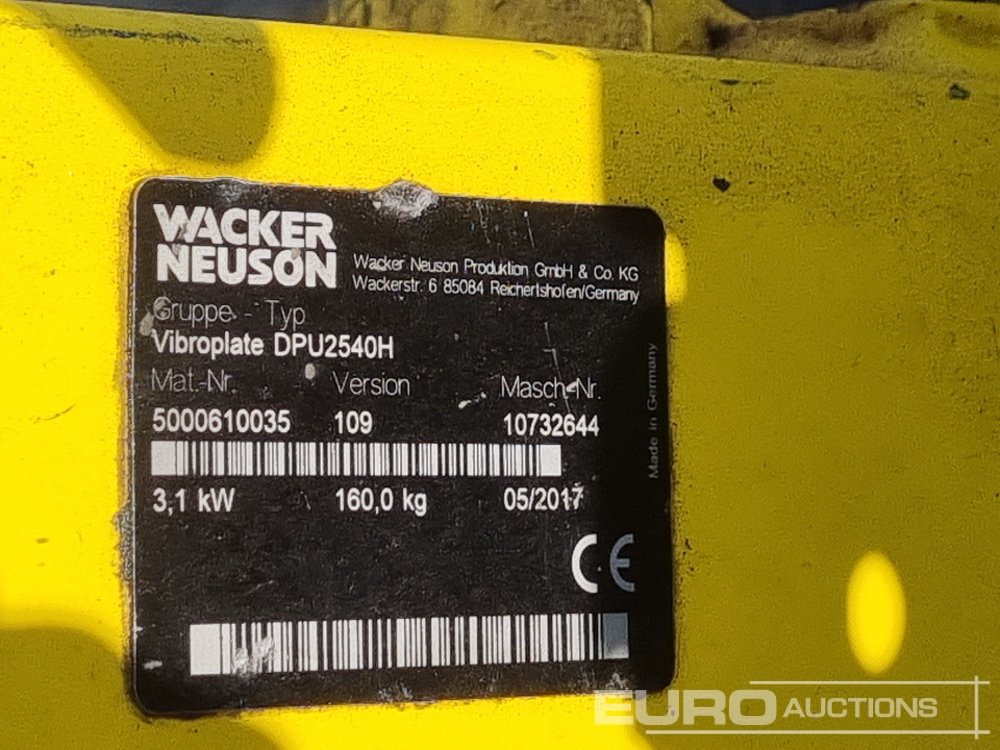 WACKER
NEUSON
Wacker Neuson Produktion GmbH & Co. KG
Wackerstr. 6 85084 Reichertshofen/Germany
Gruppe - Typ
Vibroplate DPU2540H
Mat.-Nr. Version Masch.-Nr.
5000610035 109 10732644
3,1 kW 160,0 kg 05/2017
Made in Germany
CE
EURO AUCTIONS